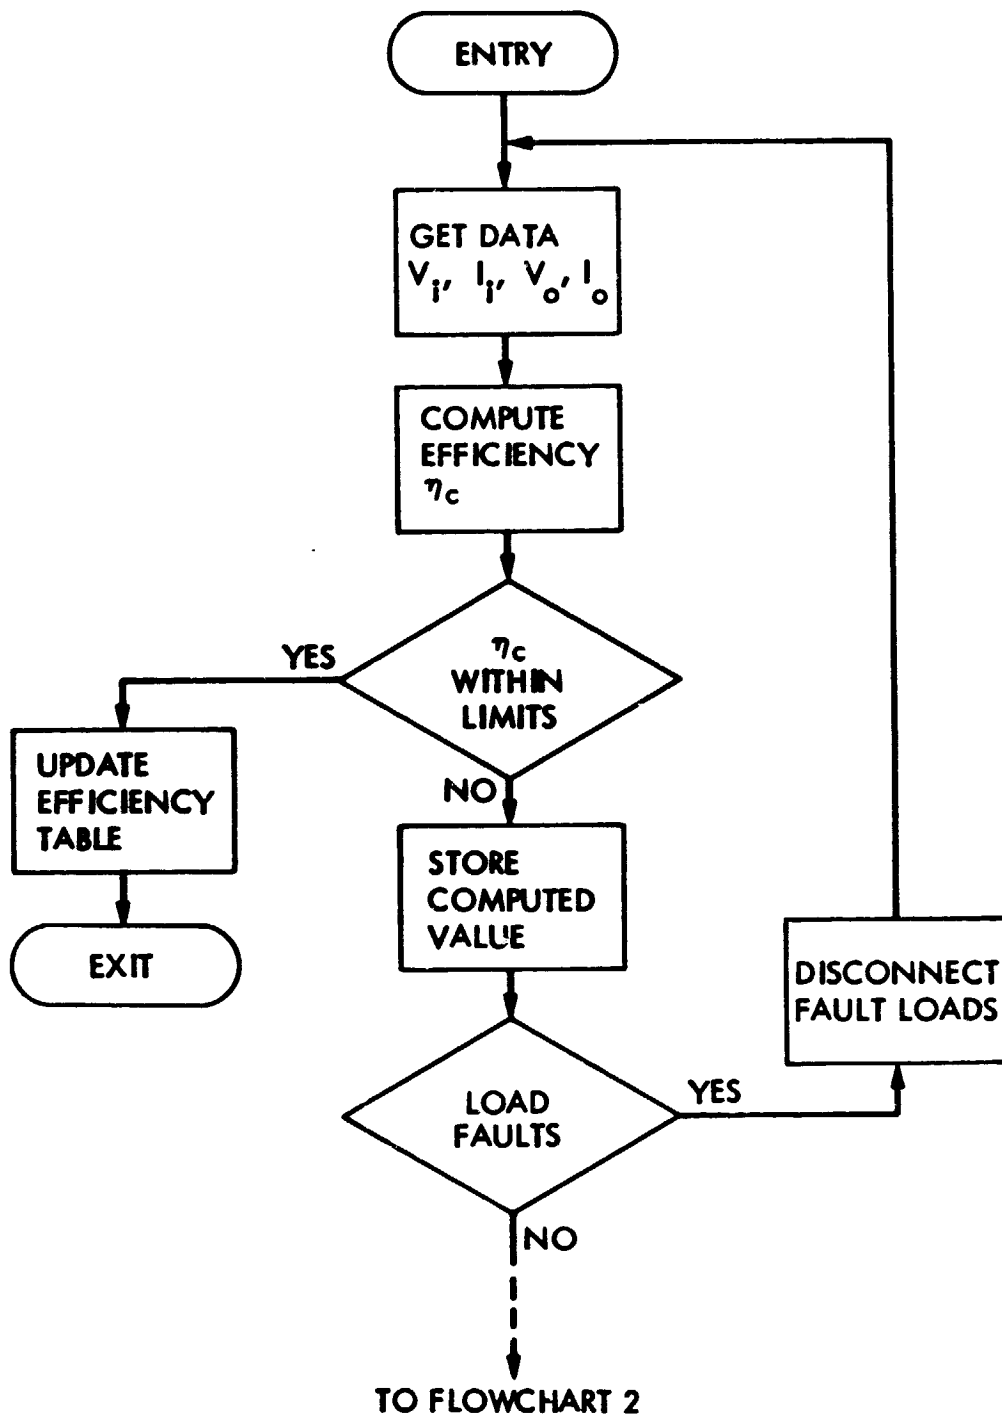 ENTRY
GET DATA
V_i, I_i, V_o, I_o
COMPUTE
EFFICIENCY
η_c
η_c
WITHIN
LIMITS
YES
NO
UPDATE
EFFICIENCY
TABLE
EXIT
STORE
COMPUTED
VALUE
DISCONNECT
FAULT LOADS
LOAD
FAULTS
YES
NO
TO FLOWCHART 2